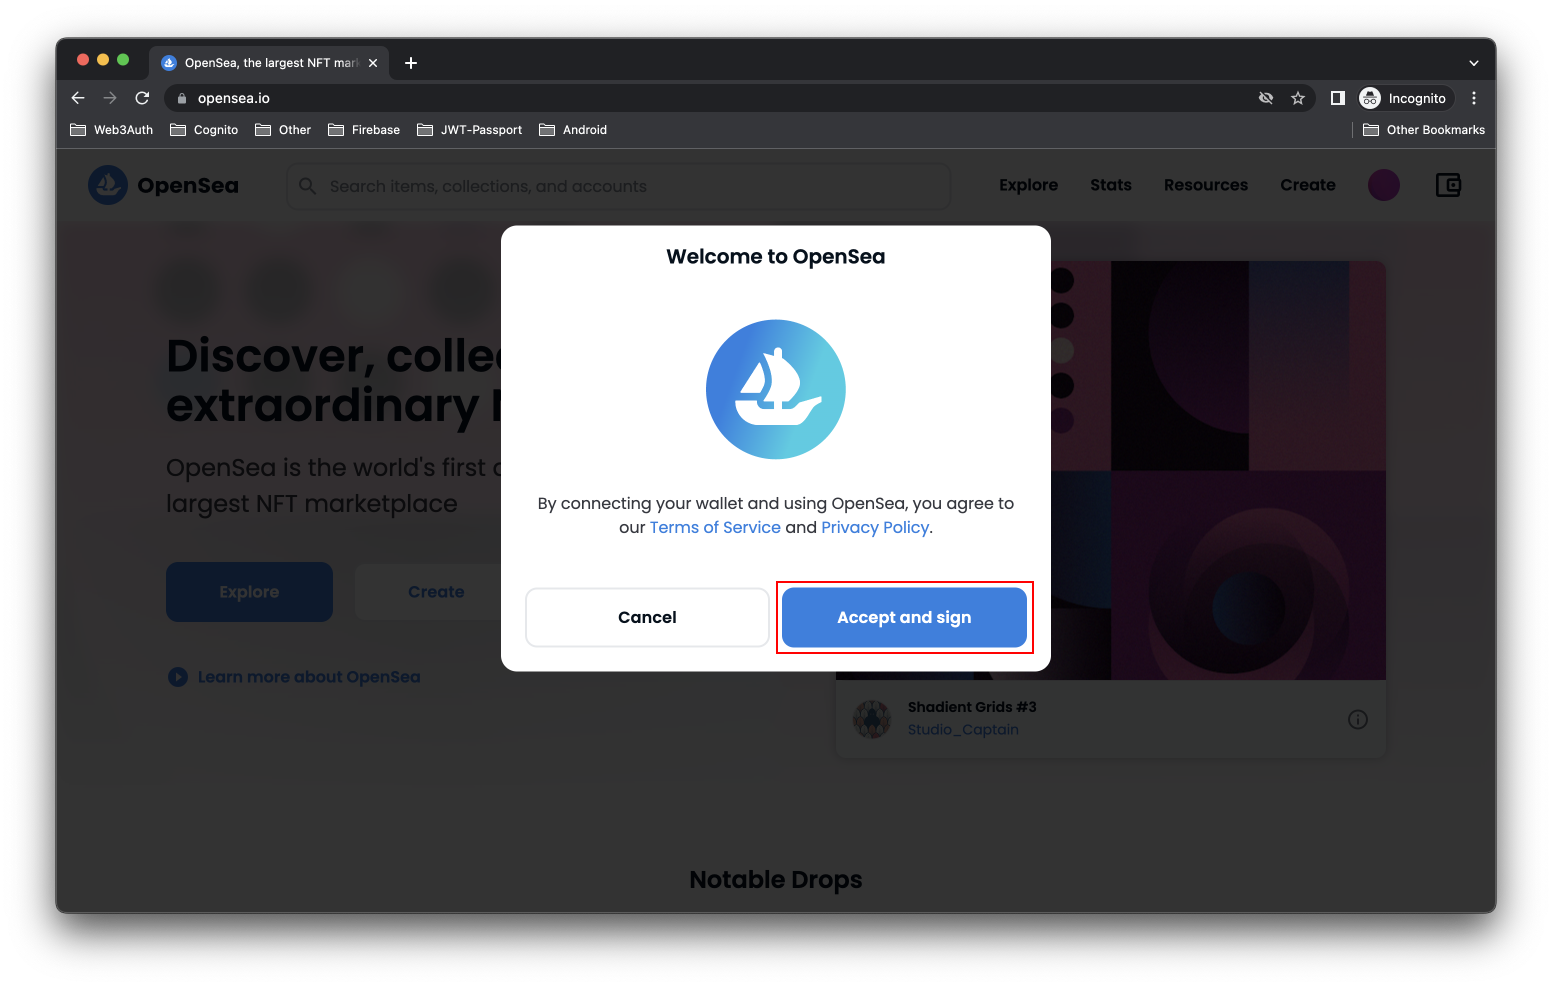 OpenSea, the largest NFT mar
opensea.io
Incognito
Web3Auth
Cognito
Other
Firebase
JWT-Passport
Android
Other Bookmarks
OpenSea
Search items, collections, and accounts
Explore
Stats
Resources
Create
Welcome to OpenSea
By connecting your wallet and using OpenSea, you agree to
our Terms of Service and Privacy Policy.
Cancel
Accept and sign
Discover, colle
extraordinary
OpenSea is the world's first
largest NFT marketplace
Explore
Create
Learn more about OpenSea
Shadient Grids #3
Studio_Captain
Notable Drops